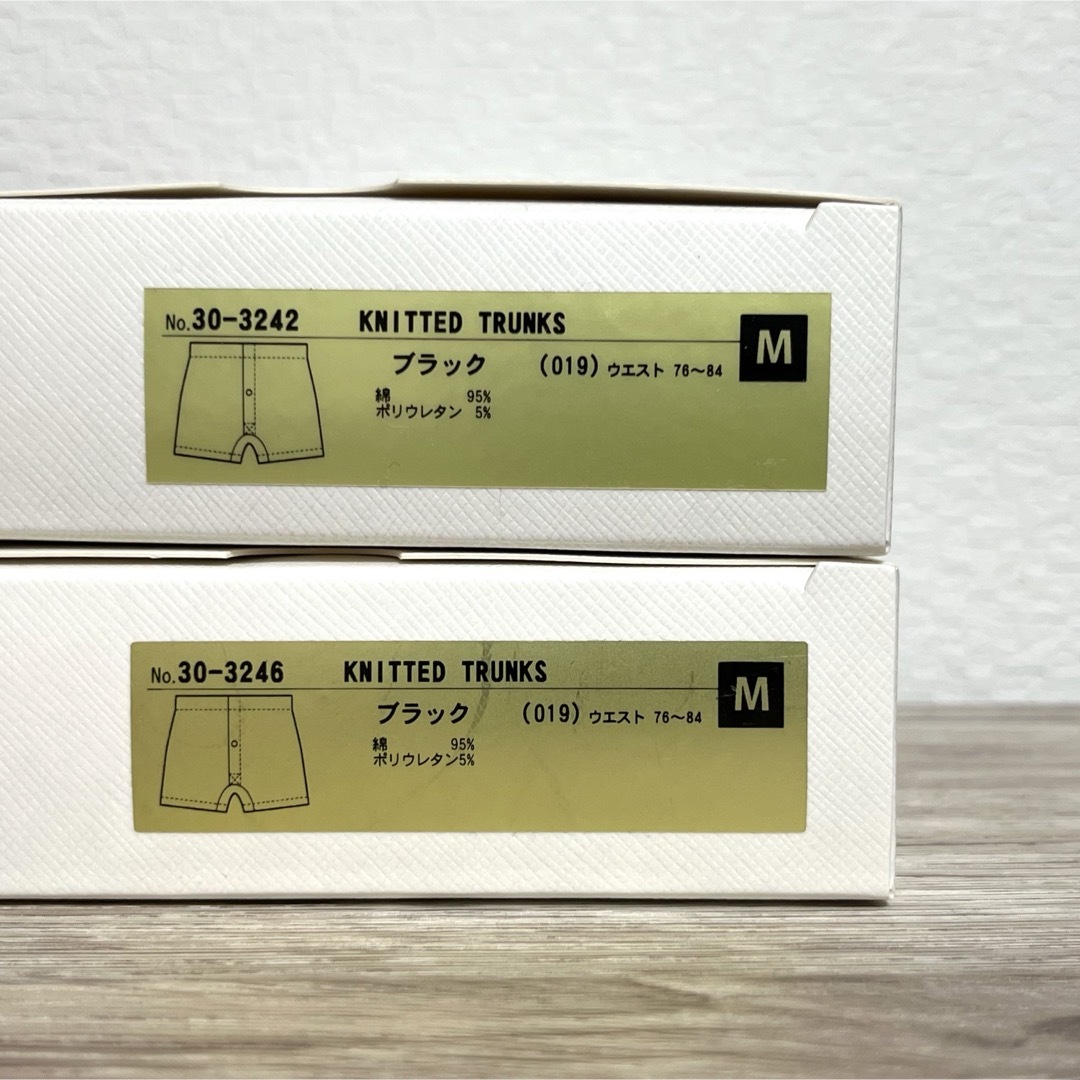 No.30-3242 KNITTED TRUNKS
M
ブラック (019) ウエスト 76～84
綿 95%
ポリウレタン 5%
No.30-3246 KNITTED TRUNKS
M
ブラック (019) ウエスト 76～84
綿 95%
ポリウレタン5%